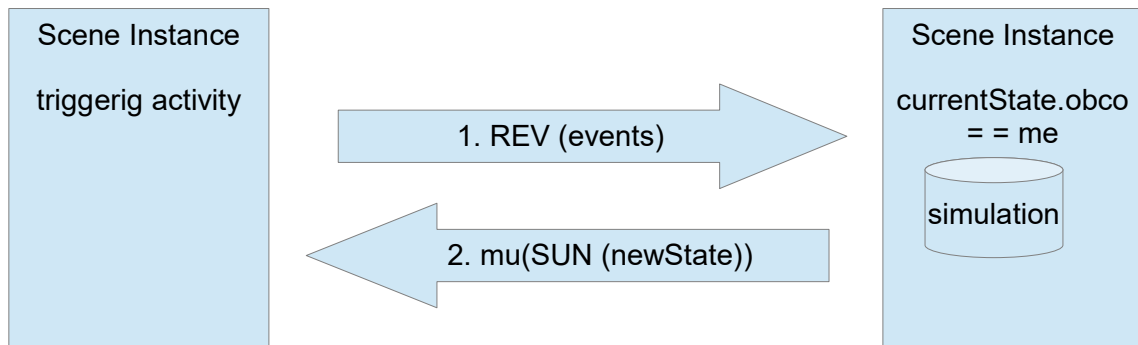 Scene Instance
triggerig activity
1. REV (events)
2. mu(SUN (newState))
Scene Instance
currentState.obco
= = me
simulation